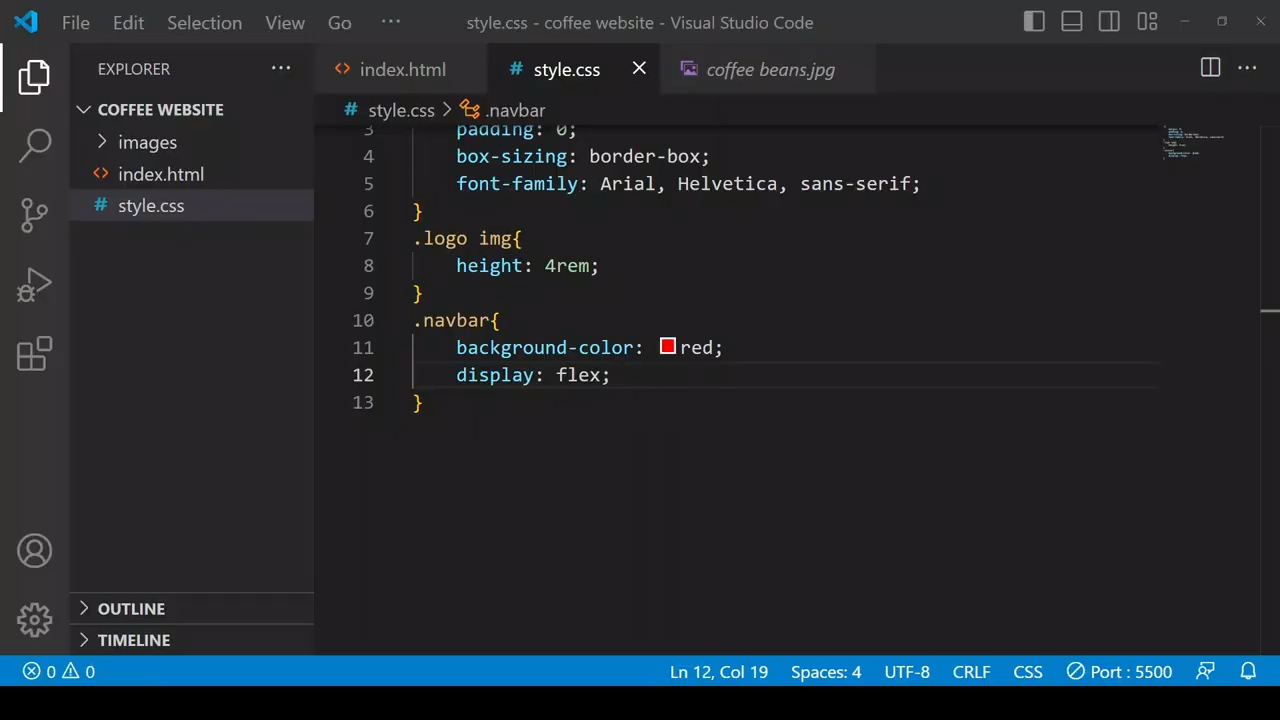 File Edit Selection View Go ··· style.css - coffee website - Visual Studio Code
EXPLORER ···
COFFEE WEBSITE
images
index.html
style.css
OUTLINE
TIMELINE
index.html # style.css coffee beans.jpg ···
# style.css > .navbar
3 padding: 0;
4 box-sizing: border-box;
5 font-family: Arial, Helvetica, sans-serif;
6 }
7 .logo img{
8 height: 4rem;
9 }
10 .navbar{
11 background-color: red;
12 display: flex;
13 }
0 0 Ln 12, Col 19 Spaces: 4 UTF-8 CRLF CSS Port : 5500